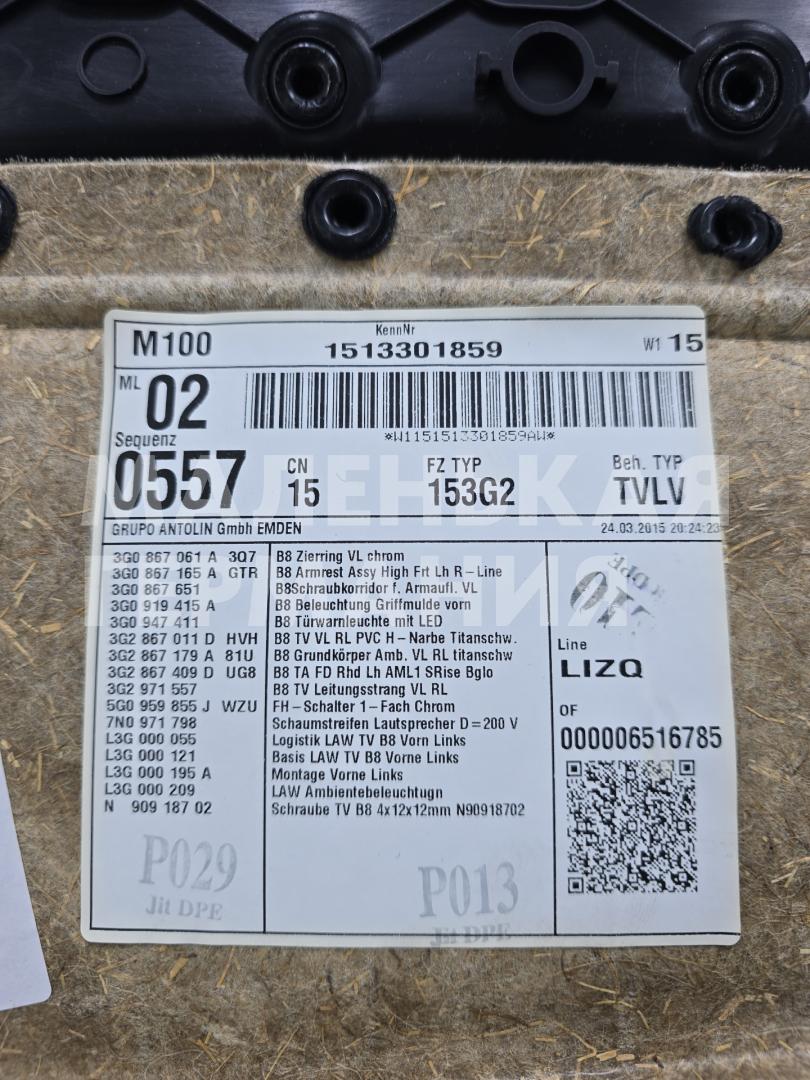 M100
KennNr
1513301859
W1 15
ML 02
*W1151513301859AW*
Sequenz
0557
CN
15
FZ TYP
153G2
Beh. TYP
TVLV
МАЛЕНЬКАЯ
GRUPO ANTOLIN GmbH EMDEN
24.03.2015 20:24:23
3G0 867 061 A 3Q7 B8 Zierring VL chrom
3G0 867 165 A GTR B8 Armrest Assy High Frt Lh R-Line
3G0 867 651 B8Schraubkorridor f. Armaufl. VL
3G0 919 415 A B8 Beleuchtung Griffmulde vorn
3G0 947 411 B8 Türwarnleuchte mit LED
3G2 867 011 D HVH B8 TV VL RL PVC H-Narbe Titanschw.
3G2 867 179 A 81U B8 Grundkörper Amb. VL RL titanschw
3G2 867 409 D UG8 B8 TA FD Rhd Lh AML1 SRise Bglo
3G2 971 557 B8 TV Leitungsstrang VL RL
5G0 959 855 J WZU FH-Schalter 1-Fach Chrom
7N0 971 798 Schaumstreifen Lautsprecher D=200 V
L3G 000 055 Logistik LAW TV B8 Vorn Links
L3G 000 121 Basis LAW TV B8 Vorne Links
L3G 000 195 A Montage Vorne Links
L3G 000 209 LAW Ambientebeleuchtugn
N 909 187 02 Schraube TV B8 4x12x12mm N90918702
DPE
010
Line
LIZQ
OF
000006516785
P029
Jit DPE
P013
Jit DPE